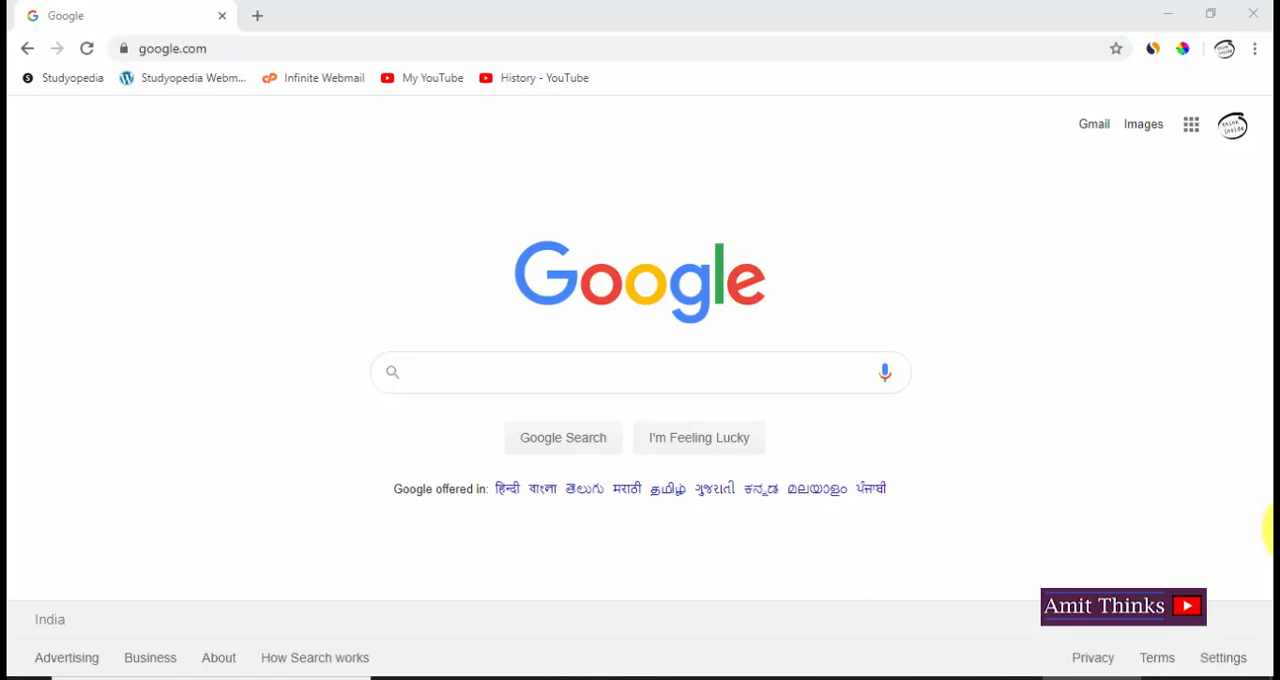 Google
google.com
Studyopedia Studyopedia Webm... Infinite Webmail My YouTube History - YouTube
Gmail Images
think inside
Google
Google Search I'm Feeling Lucky
Google offered in: हिन्दी বাংলা తెలుగు मराठी தமிழ் ગુજરાતી ಕನ್ನಡ മലയാളം ਪੰਜਾਬੀ
Amit Thinks
India
Advertising Business About How Search works Privacy Terms Settings